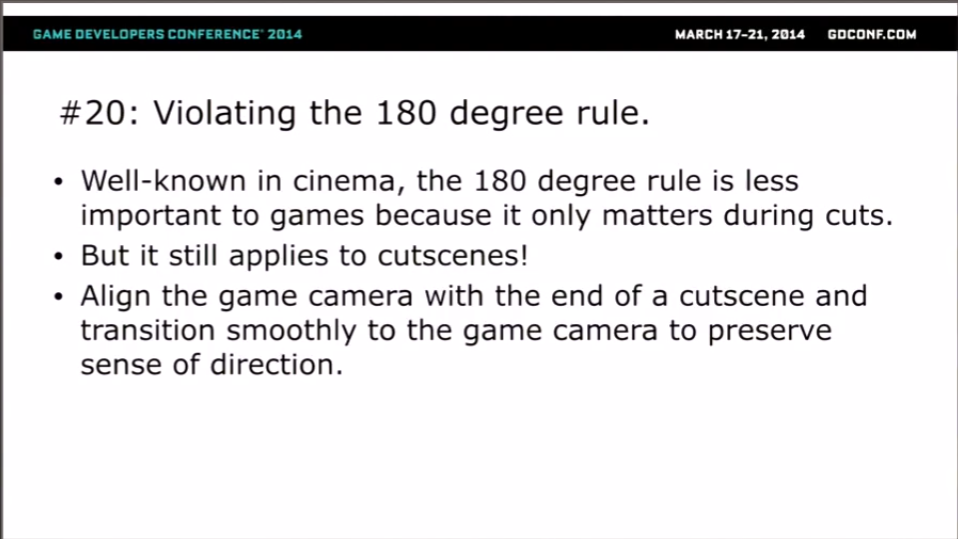 GAME DEVELOPERS CONFERENCE® 2014
MARCH 17-21, 2014 GDCONF.COM
#20: Violating the 180 degree rule.
• Well-known in cinema, the 180 degree rule is less
important to games because it only matters during cuts.
• But it still applies to cutscenes!
• Align the game camera with the end of a cutscene and
transition smoothly to the game camera to preserve
sense of direction.